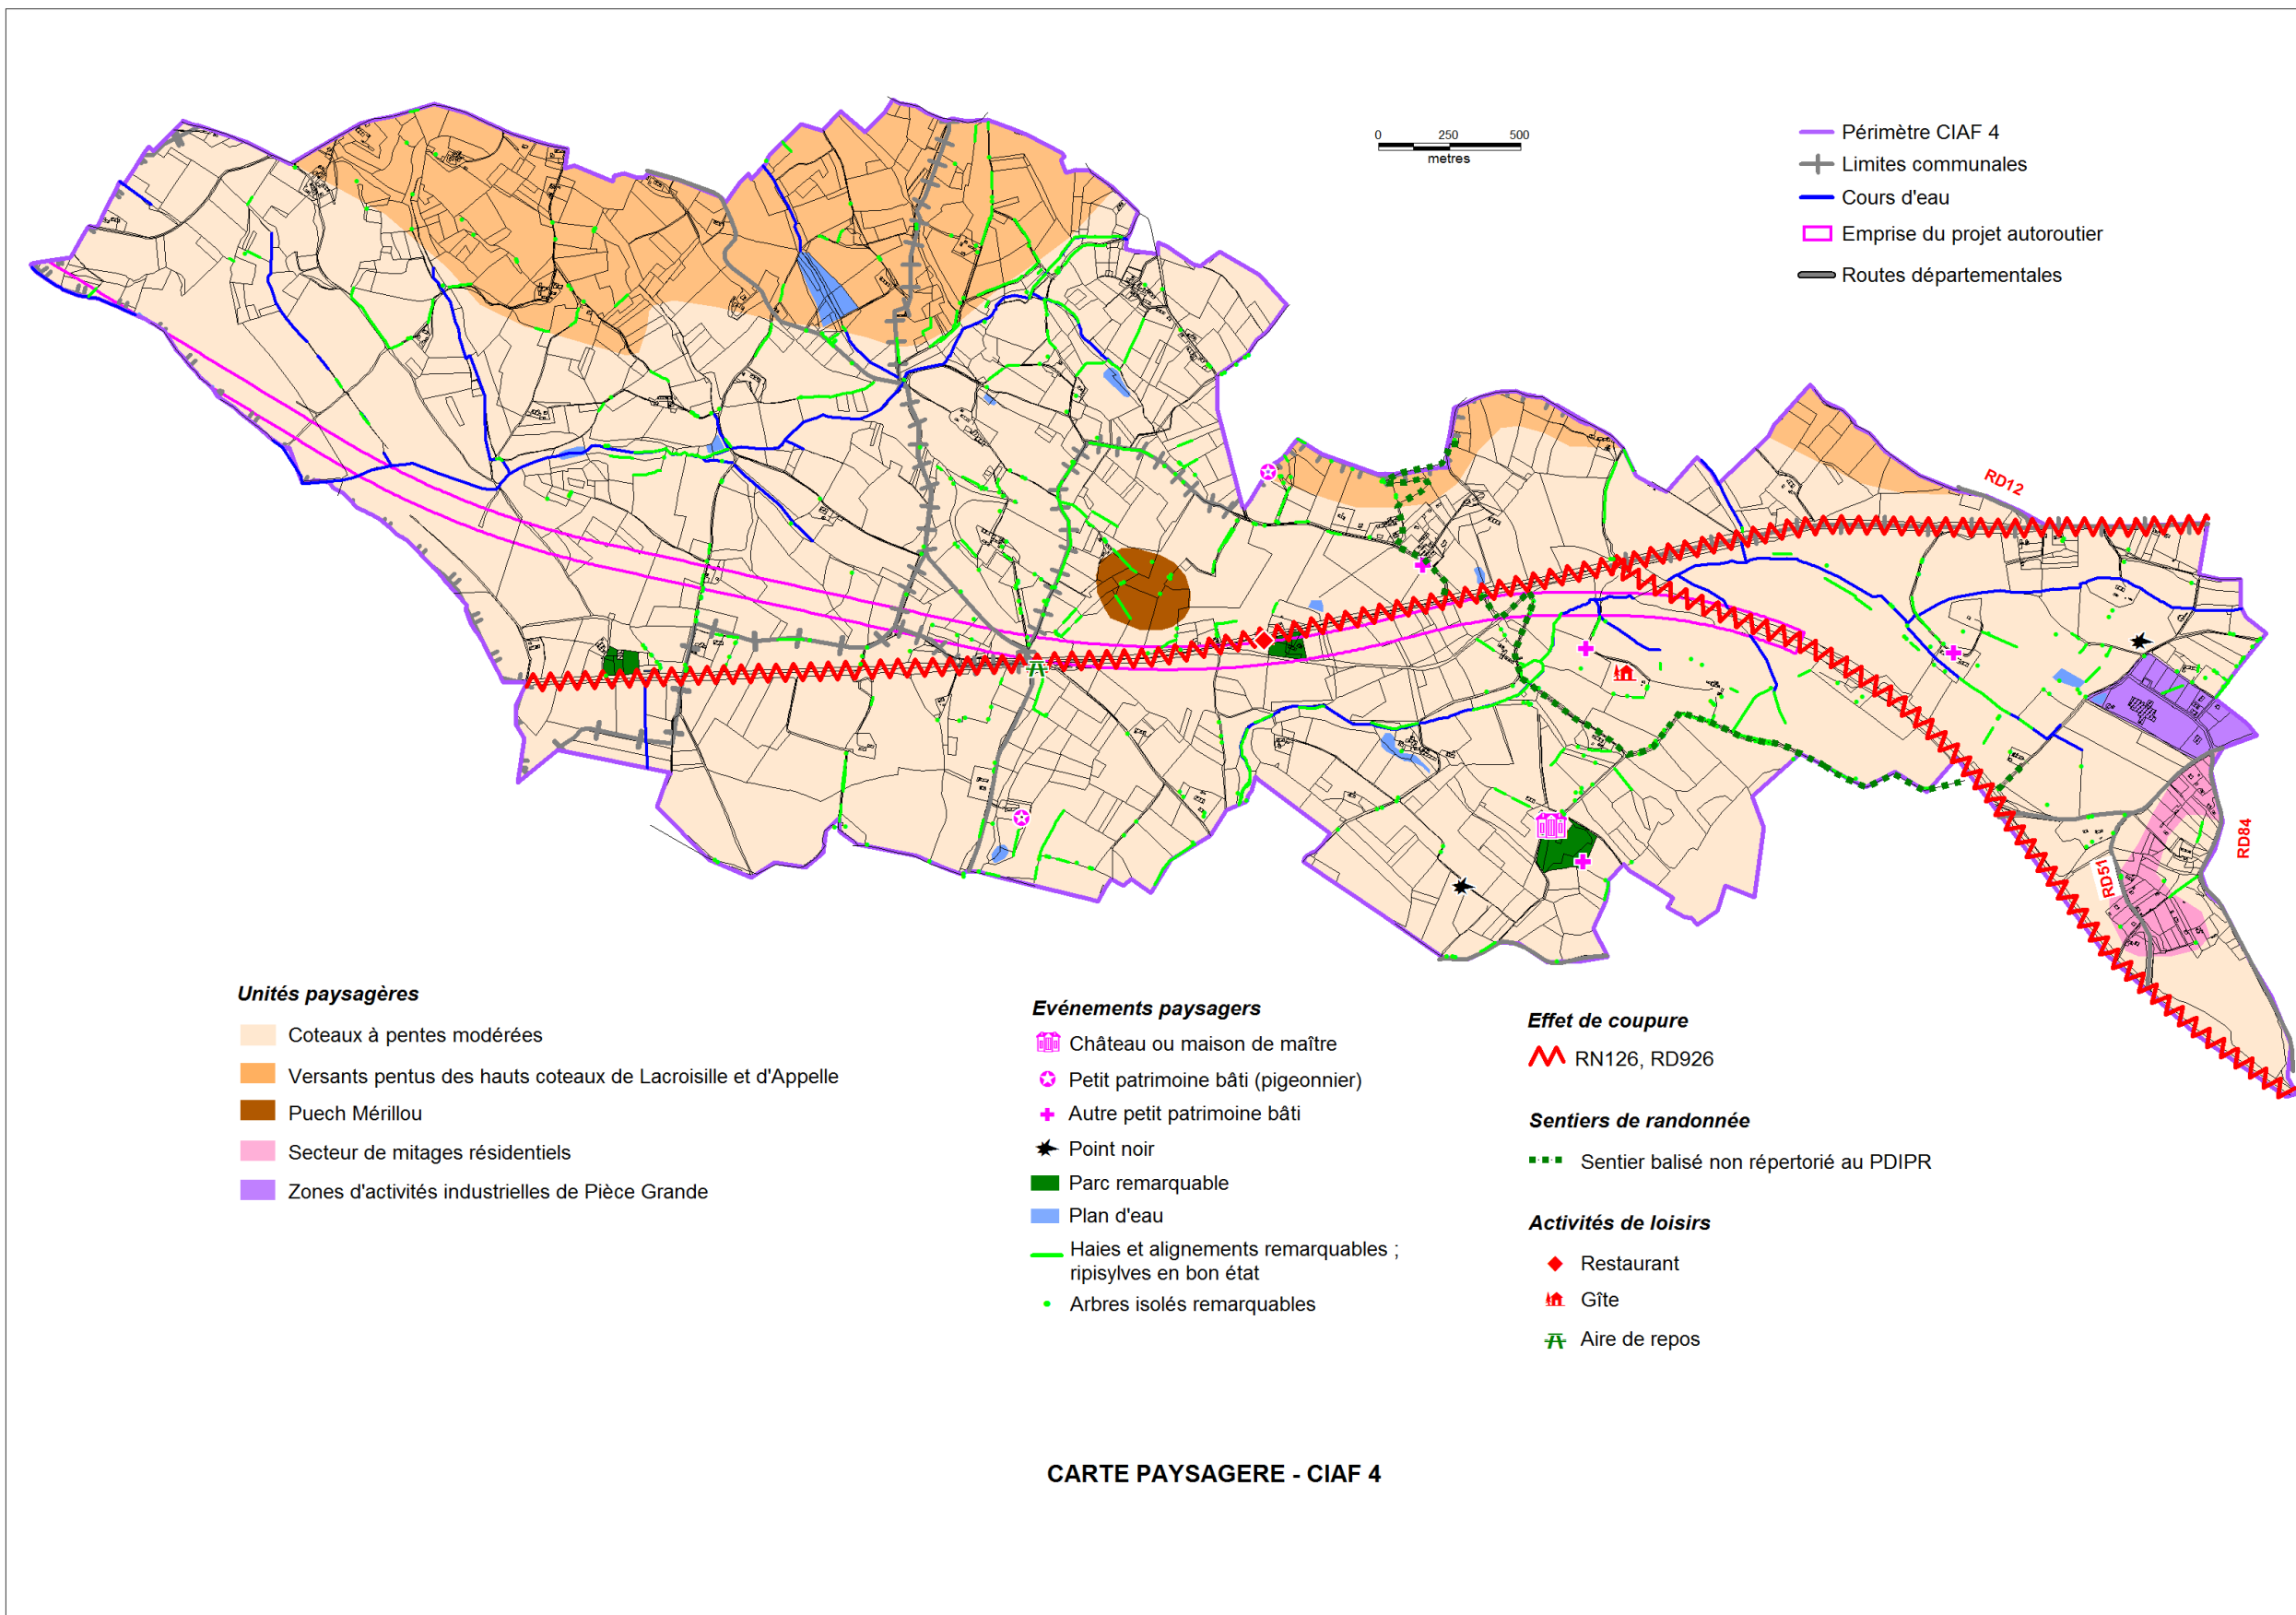 0 250 500
metres
Périmètre CIAF 4
Limites communales
Cours d'eau
Emprise du projet autoroutier
Routes départementales
RD12
RD84
RD51
Unités paysagères
Coteaux à pentes modérées
Versants pentus des hauts coteaux de Lacroisille et d'Appelle
Puech Mérillou
Secteur de mitages résidentiels
Zones d'activités industrielles de Pièce Grande
Evénements paysagers
Château ou maison de maître
Petit patrimoine bâti (pigeonnier)
Autre petit patrimoine bâti
Point noir
Parc remarquable
Plan d'eau
Haies et alignements remarquables ;
ripisylves en bon état
Arbres isolés remarquables
Effet de coupure
RN126, RD926
Sentiers de randonnée
Sentier balisé non répertorié au PDIPR
Activités de loisirs
Restaurant
Gîte
Aire de repos
CARTE PAYSAGERE - CIAF 4